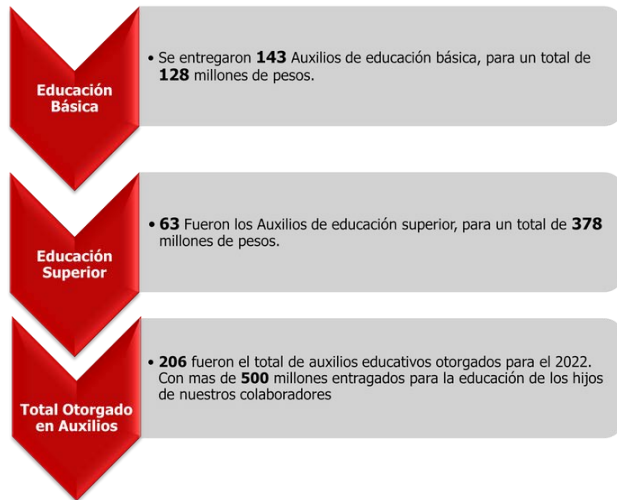 Educación
Básica
• Se entregaron 143 Auxilios de educación básica, para un total de
128 millones de pesos.
Educación
Superior
• 63 Fueron los Auxilios de educación superior, para un total de 378
millones de pesos.
Total Otorgado
en Auxilios
• 206 fueron el total de auxilios educativos otorgados para el 2022.
Con mas de 500 millones entragados para la educación de los hijos
de nuestros colaboradores